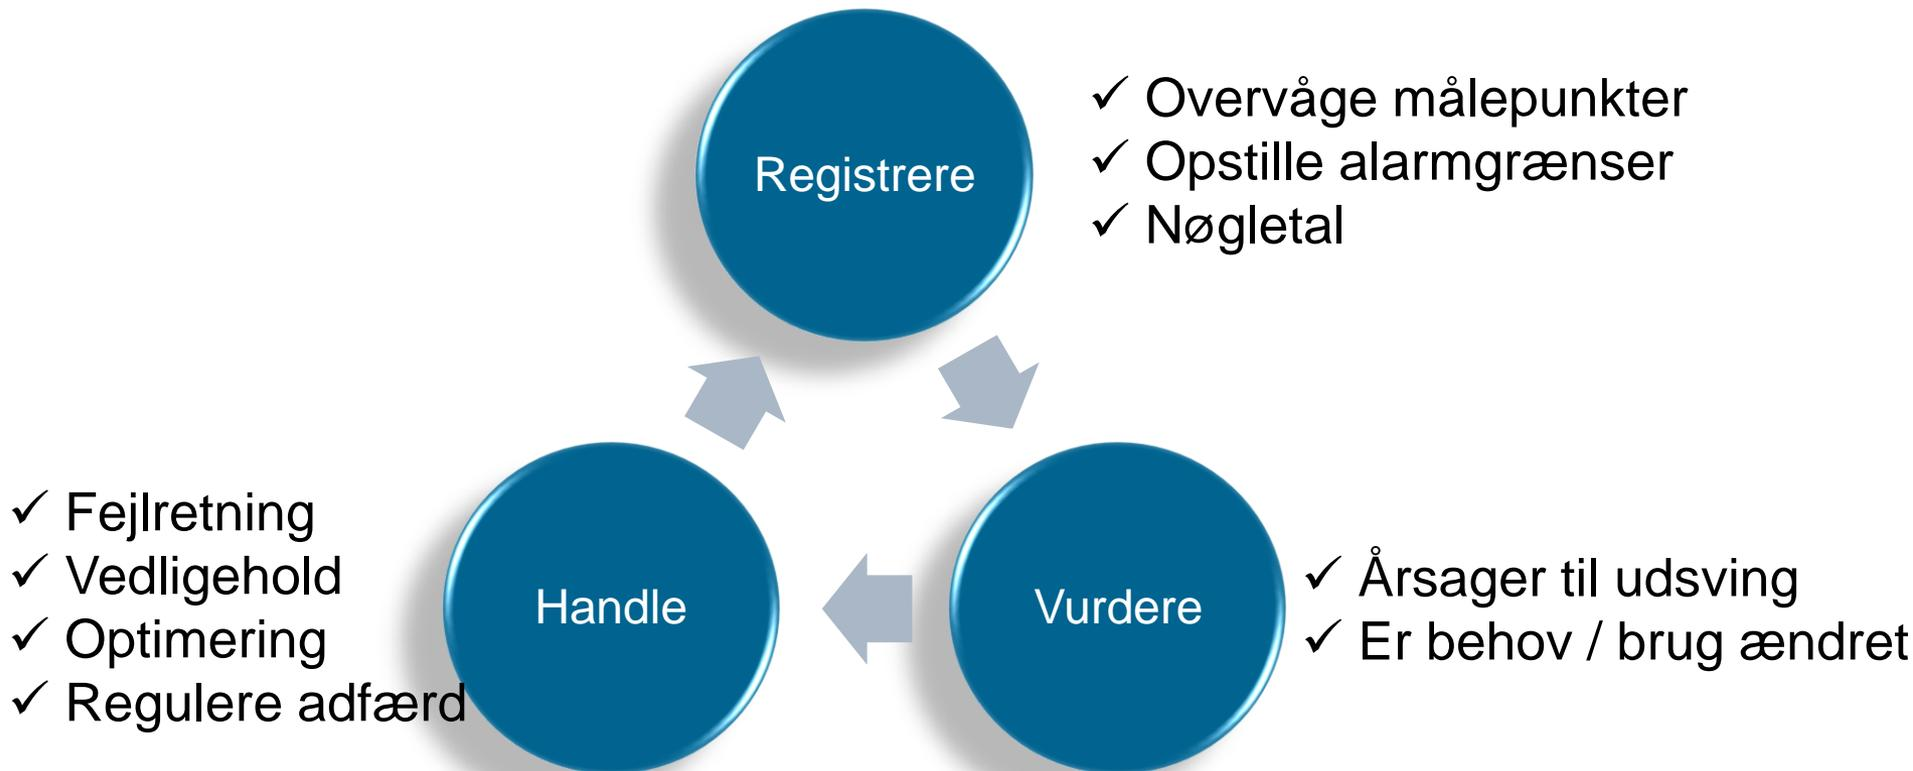 Registrere
✓ Overvåge målepunkter
✓ Opstille alarmgrænser
✓ Nøgletal
Vurdere
✓ Årsager til udsving
✓ Er behov / brug ændret
Handle
✓ Fejlretning
✓ Vedligehold
✓ Optimering
✓ Regulere adfærd